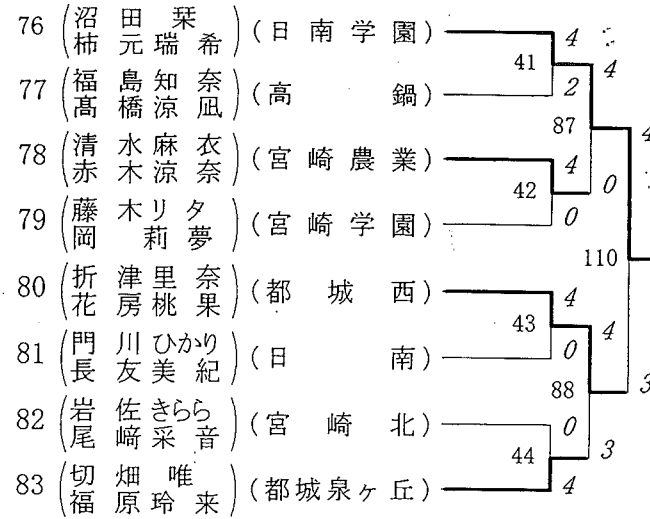 76 (沼田栞 柿元瑞希) (日南学園)
41 4 2 4
77 (福島知奈 髙橋涼凪) (高鍋)
87 4 0
78 (清水麻衣 赤木涼奈) (宮崎農業)
42 4 0
79 (藤木リタ 岡莉夢) (宮崎学園)
110 3
80 (折津里奈 花房桃果) (都城西)
43 4 0 4
81 (門川ひかり 長友美紀) (日南)
88 3
82 (岩佐きらら 尾﨑采音) (宮崎北)
44 0 4
83 (切畑唯 福原玲来) (都城泉ヶ丘)